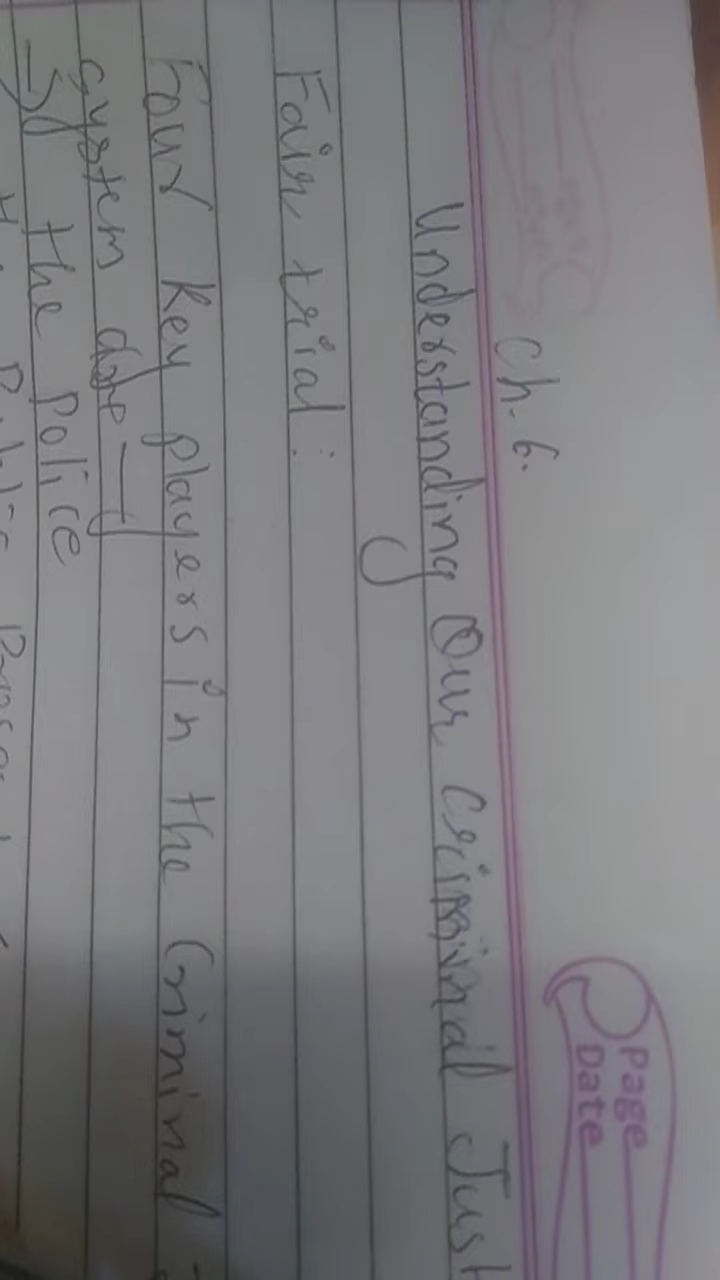 Page
Date
Ch. 6.
Understanding Our Criminal Just
Fair trial:
Four key players in the Criminal
system are -
→ the Police
Public